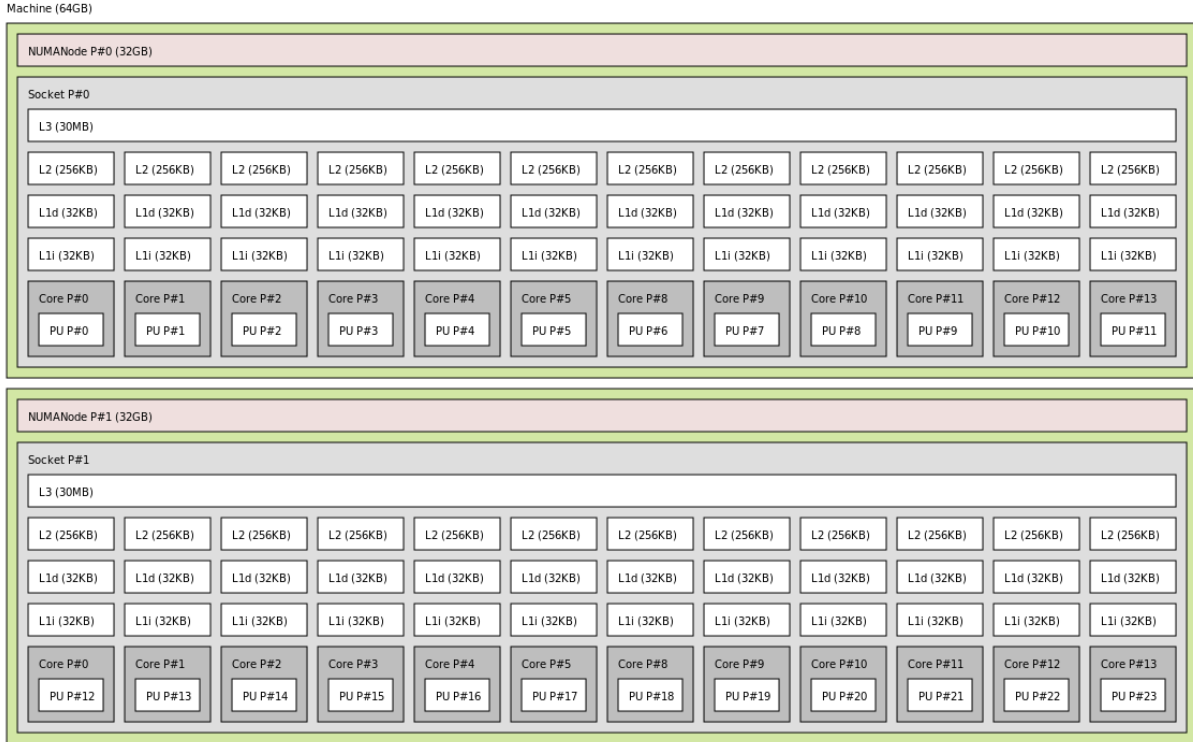 Machine (64GB)
NUMANode P#0 (32GB)
Socket P#0
L3 (30MB)
L2 (256KB) L2 (256KB) L2 (256KB) L2 (256KB) L2 (256KB) L2 (256KB) L2 (256KB) L2 (256KB) L2 (256KB) L2 (256KB) L2 (256KB) L2 (256KB)
L1d (32KB) L1d (32KB) L1d (32KB) L1d (32KB) L1d (32KB) L1d (32KB) L1d (32KB) L1d (32KB) L1d (32KB) L1d (32KB) L1d (32KB) L1d (32KB)
L1i (32KB) L1i (32KB) L1i (32KB) L1i (32KB) L1i (32KB) L1i (32KB) L1i (32KB) L1i (32KB) L1i (32KB) L1i (32KB) L1i (32KB) L1i (32KB)
Core P#0 Core P#1 Core P#2 Core P#3 Core P#4 Core P#5 Core P#8 Core P#9 Core P#10 Core P#11 Core P#12 Core P#13
PU P#0 PU P#1 PU P#2 PU P#3 PU P#4 PU P#5 PU P#6 PU P#7 PU P#8 PU P#9 PU P#10 PU P#11
NUMANode P#1 (32GB)
Socket P#1
L3 (30MB)
L2 (256KB) L2 (256KB) L2 (256KB) L2 (256KB) L2 (256KB) L2 (256KB) L2 (256KB) L2 (256KB) L2 (256KB) L2 (256KB) L2 (256KB) L2 (256KB)
L1d (32KB) L1d (32KB) L1d (32KB) L1d (32KB) L1d (32KB) L1d (32KB) L1d (32KB) L1d (32KB) L1d (32KB) L1d (32KB) L1d (32KB) L1d (32KB)
L1i (32KB) L1i (32KB) L1i (32KB) L1i (32KB) L1i (32KB) L1i (32KB) L1i (32KB) L1i (32KB) L1i (32KB) L1i (32KB) L1i (32KB) L1i (32KB)
Core P#0 Core P#1 Core P#2 Core P#3 Core P#4 Core P#5 Core P#8 Core P#9 Core P#10 Core P#11 Core P#12 Core P#13
PU P#12 PU P#13 PU P#14 PU P#15 PU P#16 PU P#17 PU P#18 PU P#19 PU P#20 PU P#21 PU P#22 PU P#23